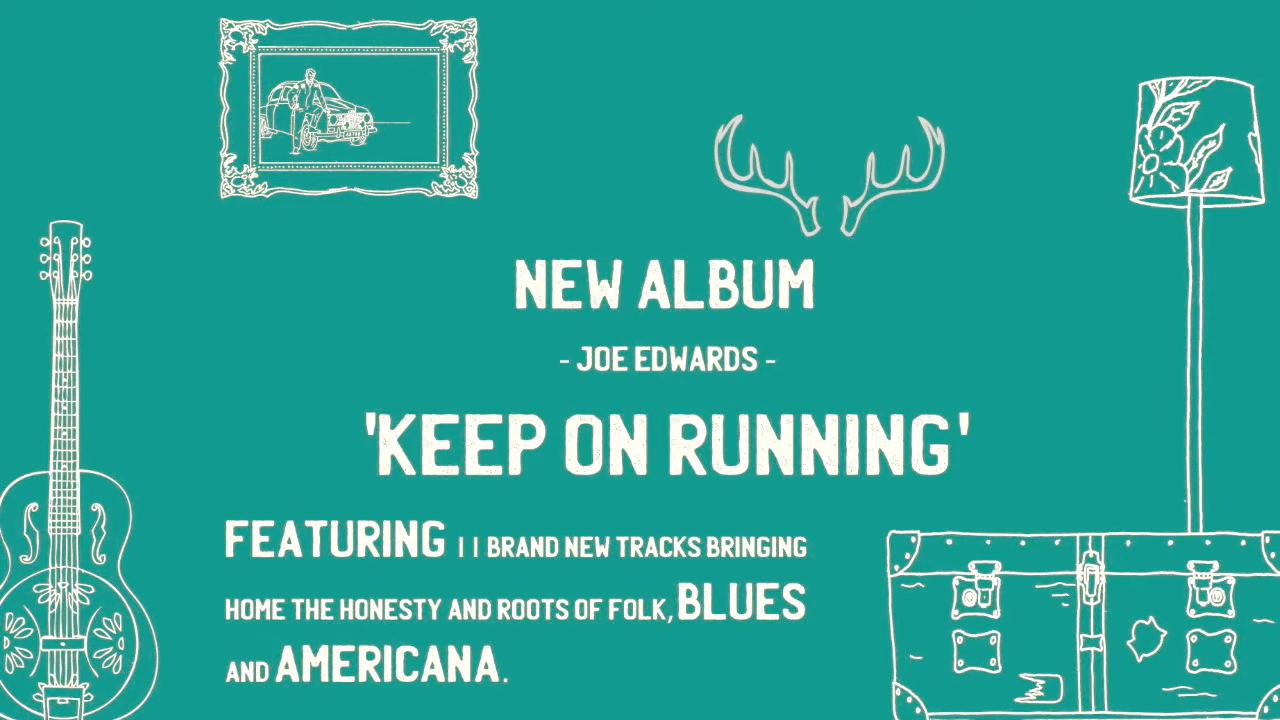 NEW ALBUM
- JOE EDWARDS -
'KEEP ON RUNNING'
FEATURING 11 BRAND NEW TRACKS BRINGING
HOME THE HONESTY AND ROOTS OF FOLK, BLUES
AND AMERICANA.